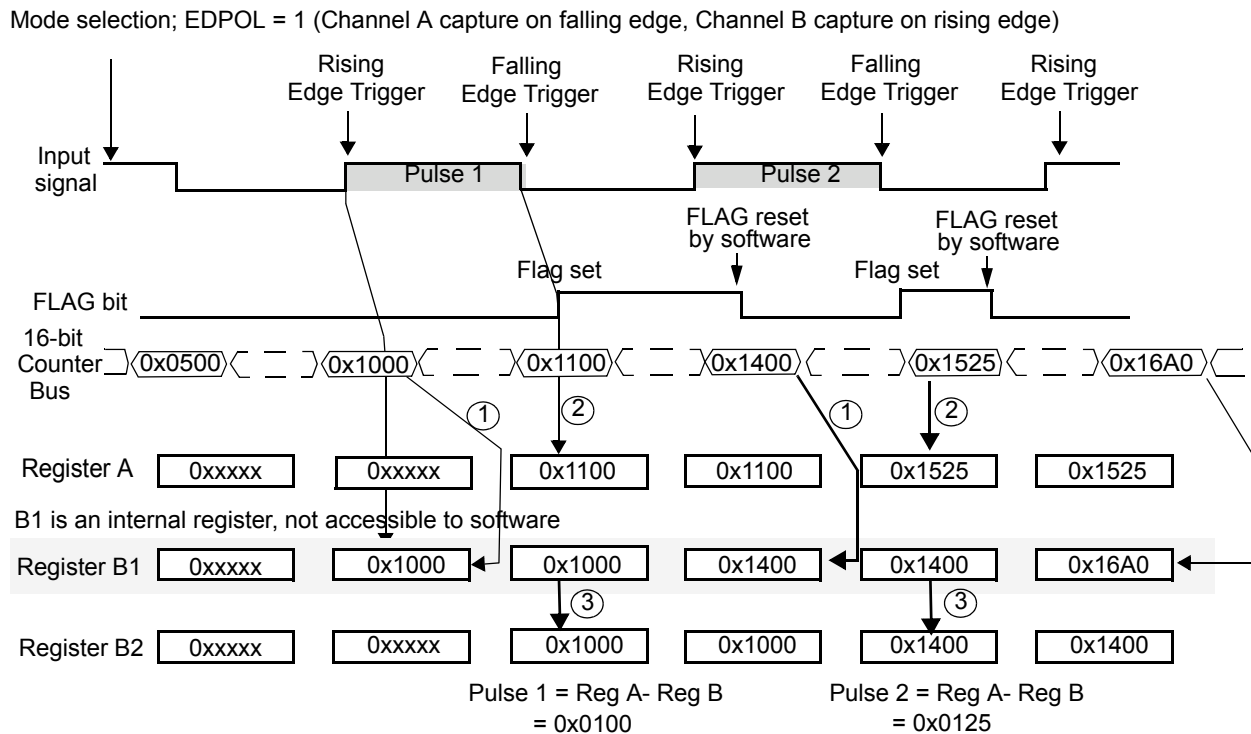 Mode selection; EDPOL = 1 (Channel A capture on falling edge, Channel B capture on rising edge)
Rising Edge Trigger
Falling Edge Trigger
Rising Edge Trigger
Falling Edge Trigger
Rising Edge Trigger
Input signal
Pulse 1
Pulse 2
FLAG reset by software
FLAG reset by software
Flag set
Flag set
FLAG bit
16-bit Counter Bus
0x0500 0x1000 0x1100 0x1400 0x1525 0x16A0
1 2 1 2
Register A 0xxxxx 0xxxxx 0x1100 0x1100 0x1525 0x1525
B1 is an internal register, not accessible to software
Register B1 0xxxxx 0x1000 0x1000 0x1400 0x1400 0x16A0
3 3
Register B2 0xxxxx 0xxxxx 0x1000 0x1000 0x1400 0x1400
Pulse 1 = Reg A- Reg B
= 0x0100
Pulse 2 = Reg A- Reg B
= 0x0125